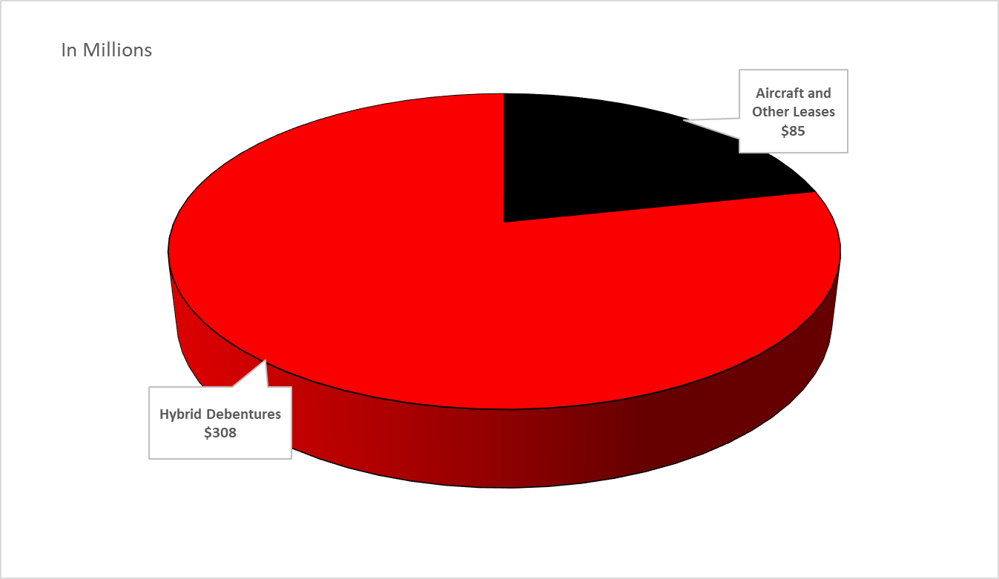 In Millions
Aircraft and
Other Leases
$85
Hybrid Debentures
$308